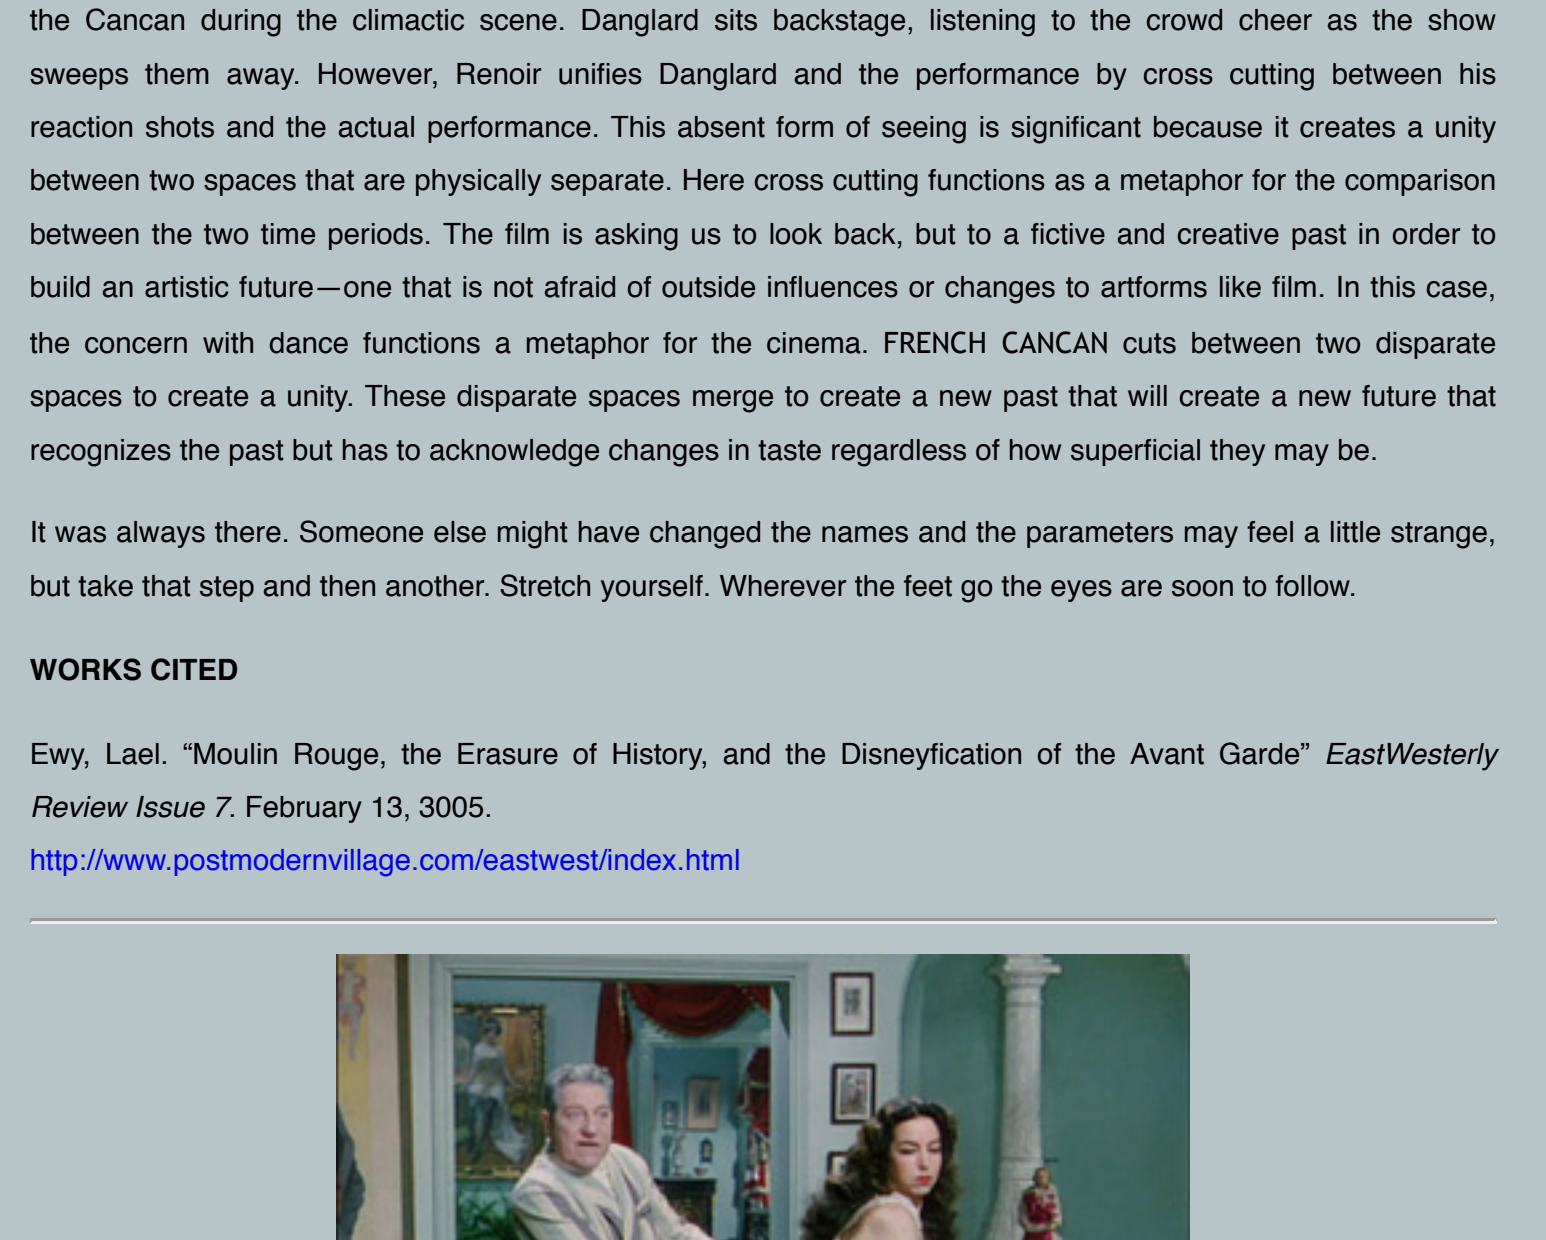 the Cancan during the climactic scene. Danglard sits backstage, listening to the crowd cheer as the show
sweeps them away. However, Renoir unifies Danglard and the performance by cross cutting between his
reaction shots and the actual performance. This absent form of seeing is significant because it creates a unity
between two spaces that are physically separate. Here cross cutting functions as a metaphor for the comparison
between the two time periods. The film is asking us to look back, but to a fictive and creative past in order to
build an artistic future—one that is not afraid of outside influences or changes to artforms like film. In this case,
the concern with dance functions a metaphor for the cinema. FRENCH CANCAN cuts between two disparate
spaces to create a unity. These disparate spaces merge to create a new past that will create a new future that
recognizes the past but has to acknowledge changes in taste regardless of how superficial they may be.
It was always there. Someone else might have changed the names and the parameters may feel a little strange,
but take that step and then another. Stretch yourself. Wherever the feet go the eyes are soon to follow.
WORKS CITED
Ewy, Lael. “Moulin Rouge, the Erasure of History, and the Disneyfication of the Avant Garde” EastWesterly
Review Issue 7. February 13, 3005.
http://www.postmodernvillage.com/eastwest/index.html